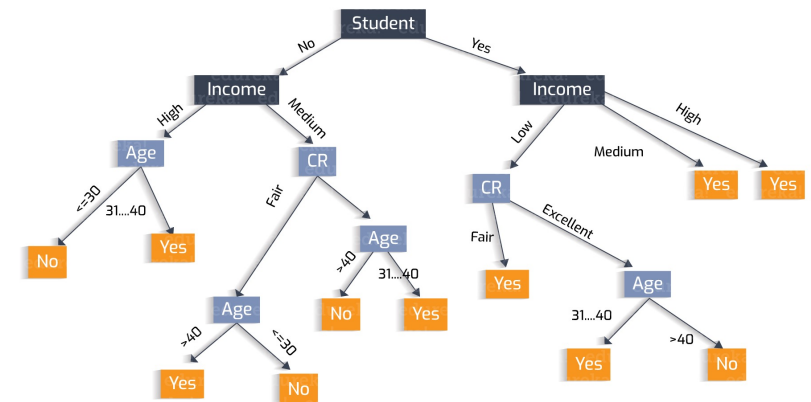 Student
No
Yes
Income
Income
High
Medium
Low
Medium
High
Age
CR
CR
Yes
Yes
<=30
31....40
Fair
Fair
Excellent
No
Yes
Age
>40
31....40
Yes
Age
Age
No
Yes
31....40
>40
>40
<=30
Yes
No
Yes
No